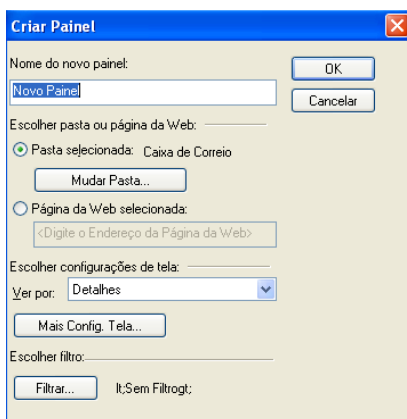 Criar Painel
Nome do novo painel:
OK
Novo Painel
Cancelar
Escolher pasta ou página da Web:
Pasta selecionada: Caixa de Correio
Mudar Pasta...
Página da Web selecionada:
<Digite o Endereço da Página da Web>
Escolher configurações de tela:
Ver por: Detalhes
Mais Config. Tela...
Escolher filtro:
Filtrar... lt;Sem Filtrogt;